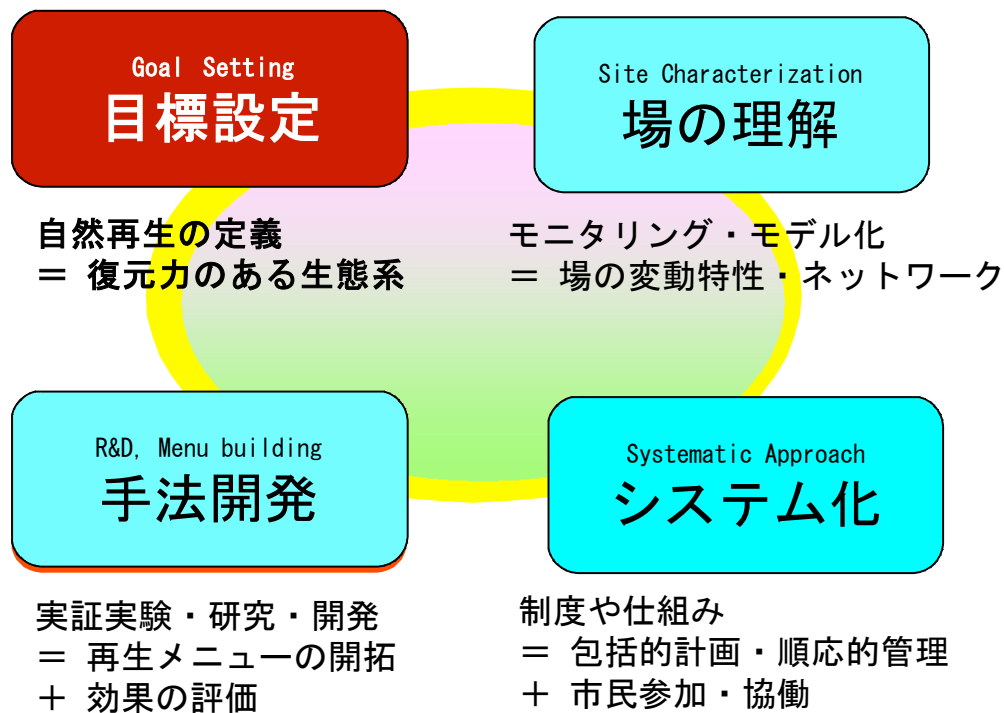 Goal Setting
目標設定
自然再生の定義
＝ 復元力のある生態系
Site Characterization
場の理解
モニタリング・モデル化
＝ 場の変動特性・ネットワーク
R&D, Menu building
手法開発
実証実験・研究・開発
＝ 再生メニューの開拓
＋ 効果の評価
Systematic Approach
システム化
制度や仕組み
＝ 包括的計画・順応的管理
＋ 市民参加・協働